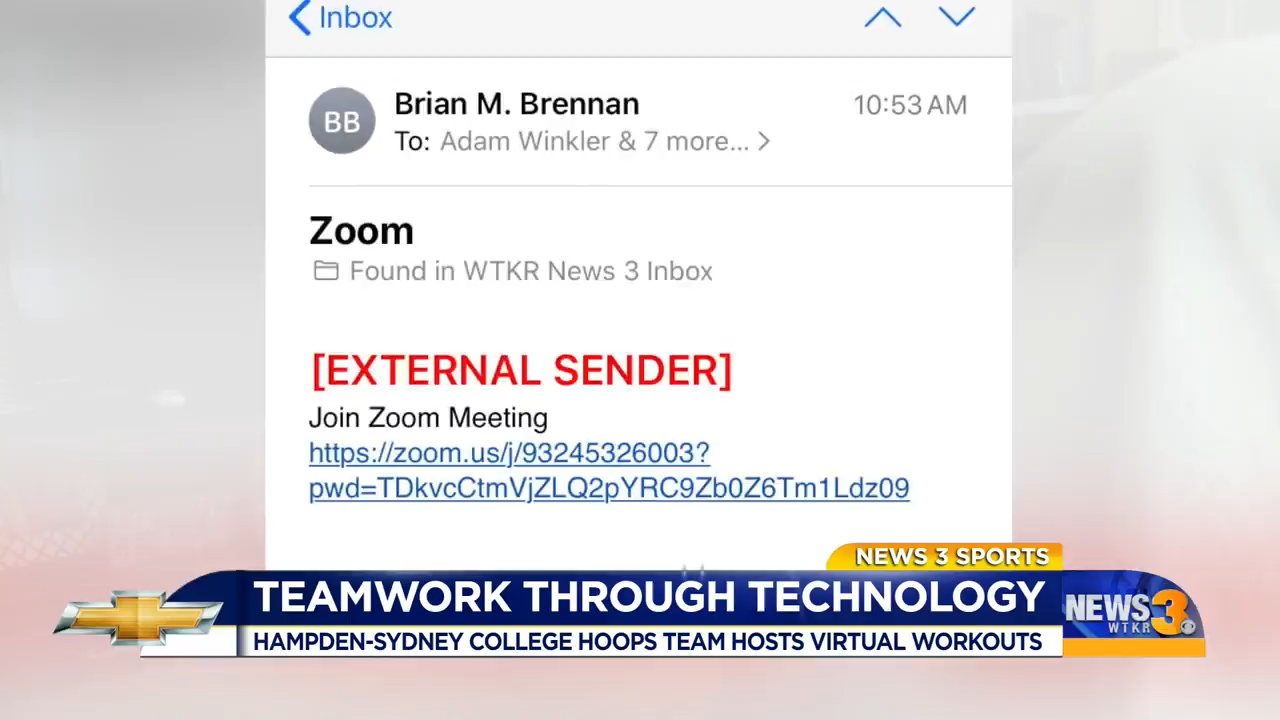 Inbox
BB
Brian M. Brennan
10:53 AM
To: Adam Winkler & 7 more...
Zoom
Found in WTKR News 3 Inbox
[EXTERNAL SENDER]
Join Zoom Meeting
https://zoom.us/j/93245326003?
pwd=TDkvcCtmVjZLQ2pYRC9Zb0Z6Tm1Ldz09
NEWS 3 SPORTS
TEAMWORK THROUGH TECHNOLOGY
HAMPDEN-SYDNEY COLLEGE HOOPS TEAM HOSTS VIRTUAL WORKOUTS
NEWS 3
WTKR